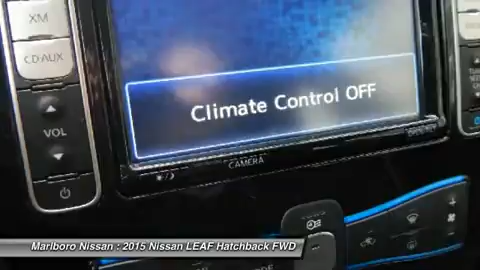 XM
CD·AUX
VOL
Climate Control OFF
CAMERA
Marlboro Nissan : 2015 Nissan LEAF Hatchback FWD